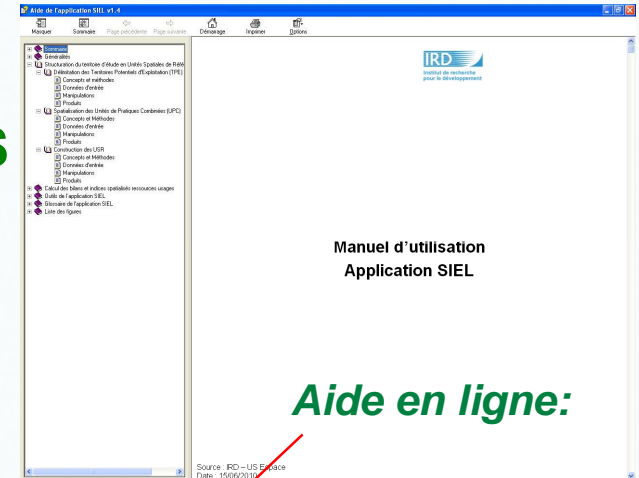 Aide de l'application SIEL v1.4
Masquer Sommaire Page précédente Page suivante Démarrage Imprimer Options
Sommaire
Généralités
Structuration du territoire d'étude en Unités Spatiales de Réfé
Délimitation des Territoires Potentiels d'Exploitation (TPE)
Concepts et méthodes
Données d'entrée
Manipulations
Produits
Spatialisation des Unités de Pratiques Combinées (UPC)
Concepts et Méthodes
Données d'entrée
Manipulations
Produits
Construction des USR
Concepts et Méthodes
Données d'entrée
Manipulations
Produits
Calcul des bilans et indices spatialisés ressources usages
Outils de l'application SIEL
Glossaire de l'application SIEL
Liste des figures
IRD
Institut de recherche
pour le développement
Manuel d'utilisation
Application SIEL
Aide en ligne:
Source : IRD – US Espace
Date : 15/06/2010
s